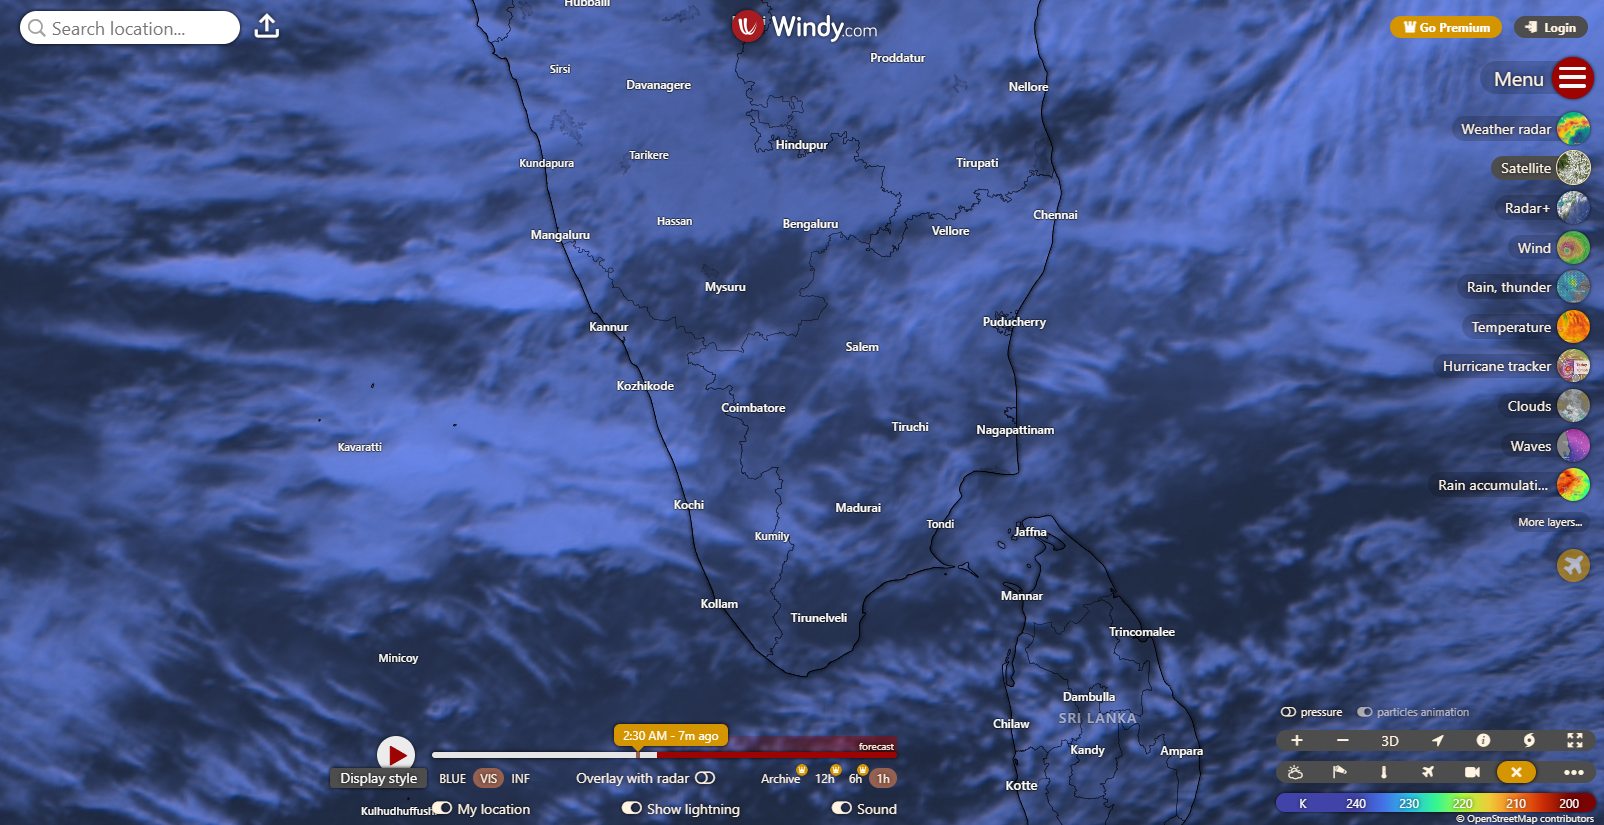 Hubballi
Search location...
Windy.com
Go Premium
Login
Proddatur
Sirsi
Davanagere
Nellore
Menu
Weather radar
Hindupur
Kundapura
Tarikere
Tirupati
Satellite
Radar+
Chennai
Hassan
Bengaluru
Vellore
Mangaluru
Wind
Mysuru
Rain, thunder
Kannur
Puducherry
Temperature
Salem
Hurricane tracker
Kozhikode
Coimbatore
Clouds
Tiruchi
Nagapattinam
Kavaratti
Waves
Rain accumulati...
Kochi
Madurai
Tondi
More layers...
Kumily
Jaffna
Kollam
Mannar
Tirunelveli
Trincomalee
Minicoy
Dambulla
SRI LANKA
pressure
particles animation
Chilaw
2:30 AM - 7m ago
forecast
Kandy
Ampara
3D
Display style
BLUE
VIS
INF
Overlay with radar
Archive
12h
6h
1h
Kotte
Kulhudhuffush
My location
Show lightning
Sound
K 240 230 220 210 200
© OpenStreetMap contributors